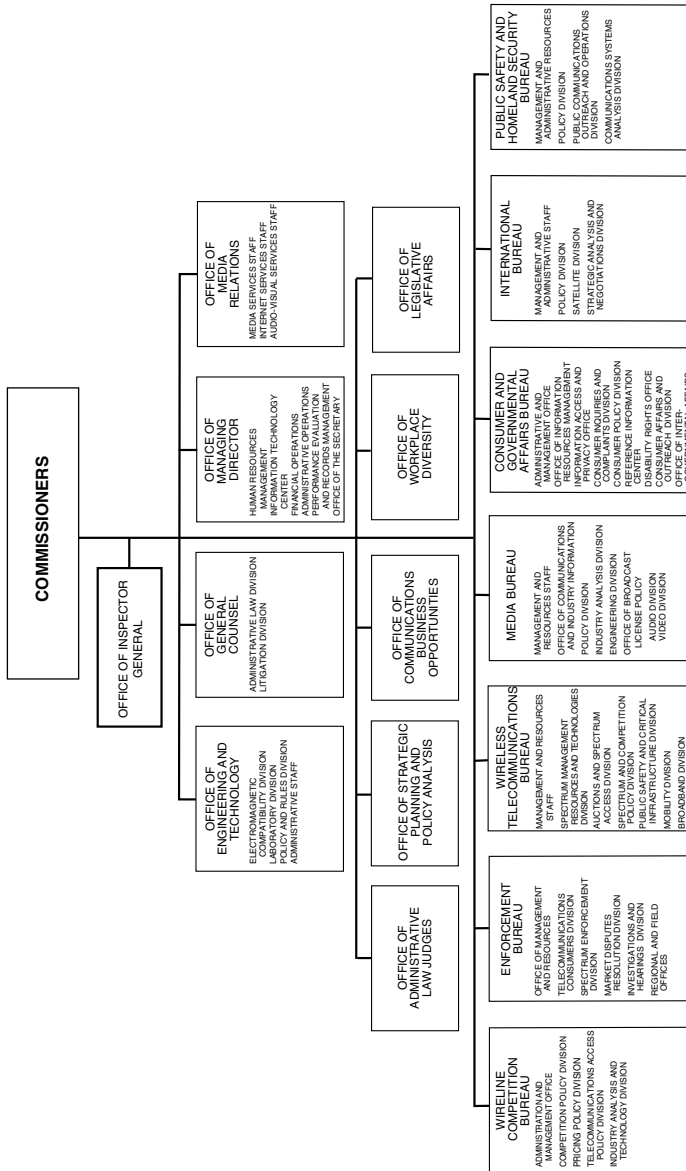 COMMISSIONERS
OFFICE OF INSPECTOR
GENERAL
OFFICE OF
ENGINEERING AND
TECHNOLOGY
ELECTROMAGNETIC
COMPATIBILITY DIVISION
LABORATORY DIVISION
POLICY AND RULES DIVISION
ADMINISTRATIVE STAFF
OFFICE OF
GENERAL
COUNSEL
ADMINISTRATIVE LAW DIVISION
LITIGATION DIVISION
OFFICE OF
MANAGING
DIRECTOR
HUMAN RESOURCES
MANAGEMENT
INFORMATION TECHNOLOGY
CENTER
FINANCIAL OPERATIONS
ADMINISTRATIVE OPERATIONS
PERFORMANCE EVALUATION
AND RECORDS MANAGEMENT
OFFICE OF THE SECRETARY
OFFICE OF
MEDIA
RELATIONS
MEDIA SERVICES STAFF
INTERNET SERVICES STAFF
AUDIO-VISUAL SERVICES STAFF
OFFICE OF
ADMINISTRATIVE
LAW JUDGES
OFFICE OF STRATEGIC
PLANNING AND
POLICY ANALYSIS
OFFICE OF
COMMUNICATIONS
BUSINESS
OPPORTUNITIES
OFFICE OF
WORKPLACE
DIVERSITY
OFFICE OF
LEGISLATIVE
AFFAIRS
WIRELINE
COMPETITION
BUREAU
ADMINISTRATION AND
MANAGEMENT OFFICE
COMPETITION POLICY DIVISION
PRICING POLICY DIVISION
TELECOMMUNICATIONS ACCESS
POLICY DIVISION
INDUSTRY ANALYSIS AND
TECHNOLOGY DIVISION
ENFORCEMENT
BUREAU
OFFICE OF MANAGEMENT
AND RESOURCES
TELECOMMUNICATIONS
CONSUMERS DIVISION
SPECTRUM ENFORCEMENT
DIVISION
MARKET DISPUTES
RESOLUTION DIVISION
INVESTIGATIONS AND
HEARINGS DIVISION
REGIONAL AND FIELD
OFFICES
WIRELESS
TELECOMMUNICATIONS
BUREAU
MANAGEMENT AND RESOURCES
STAFF
SPECTRUM MANAGEMENT
RESOURCES AND TECHNOLOGIES
DIVISION
AUCTIONS AND SPECTRUM
ACCESS DIVISION
SPECTRUM AND COMPETITION
POLICY DIVISION
PUBLIC SAFETY AND CRITICAL
INFRASTRUCTURE DIVISION
MOBILITY DIVISION
BROADBAND DIVISION
MEDIA BUREAU
MANAGEMENT AND
RESOURCES STAFF
OFFICE OF COMMUNICATIONS
AND INDUSTRY INFORMATION
POLICY DIVISION
INDUSTRY ANALYSIS DIVISION
ENGINEERING DIVISION
OFFICE OF BROADCAST
LICENSE POLICY
AUDIO DIVISION
VIDEO DIVISION
CONSUMER AND
GOVERNMENTAL
AFFAIRS BUREAU
ADMINISTRATIVE AND
MANAGEMENT OFFICE
OFFICE OF INFORMATION
RESOURCES MANAGEMENT
INFORMATION ACCESS AND
PRIVACY OFFICE
CONSUMER INQUIRIES AND
COMPLAINTS DIVISION
CONSUMER POLICY DIVISION
REFERENCE INFORMATION
CENTER
DISABILITY RIGHTS OFFICE
CONSUMER AFFAIRS AND
OUTREACH DIVISION
OFFICE OF INTER-
INTERNATIONAL
BUREAU
MANAGEMENT AND
ADMINISTRATIVE STAFF
POLICY DIVISION
SATELLITE DIVISION
STRATEGIC ANALYSIS AND
NEGOTIATIONS DIVISION
PUBLIC SAFETY AND
HOMELAND SECURITY
BUREAU
MANAGEMENT AND
ADMINISTRATIVE RESOURCES
POLICY DIVISION
PUBLIC COMMUNICATIONS
OUTREACH AND OPERATIONS
DIVISION
COMMUNICATIONS SYSTEMS
ANALYSIS DIVISION